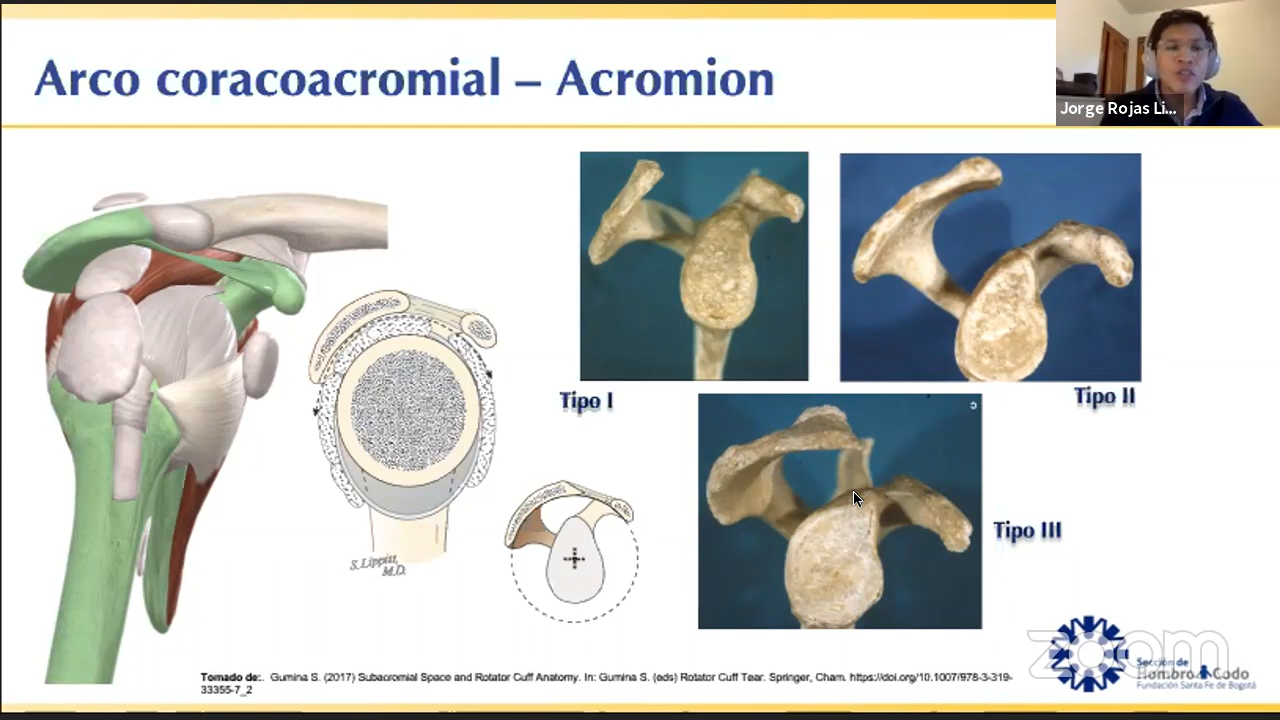 Arco coracoacromial – Acromion
Jorge Rojas Li...
Tipo I
Tipo II
Tipo III
S. Lippitt,
M.D.
Tomado de:. Gumina S. (2017) Subacromial Space and Rotator Cuff Anatomy. In: Gumina S. (eds) Rotator Cuff Tear. Springer, Cham. https://doi.org/10.1007/978-3-319-
33355-7_2
zoom
Sección de
Hombro & Codo
Fundación Santa Fe de Bogotá